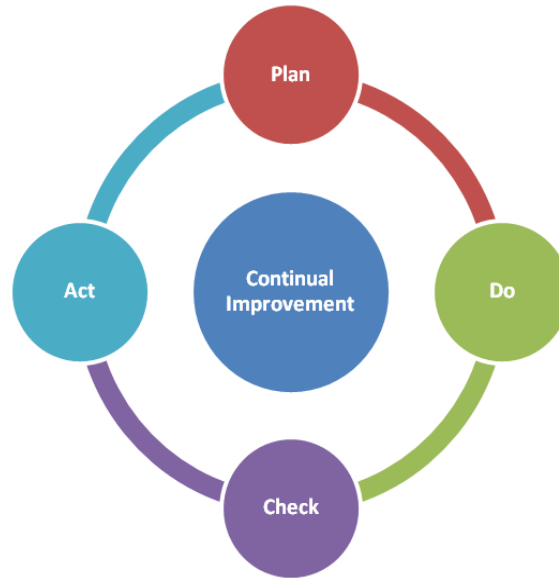 Plan
Do
Check
Act
Continual
Improvement